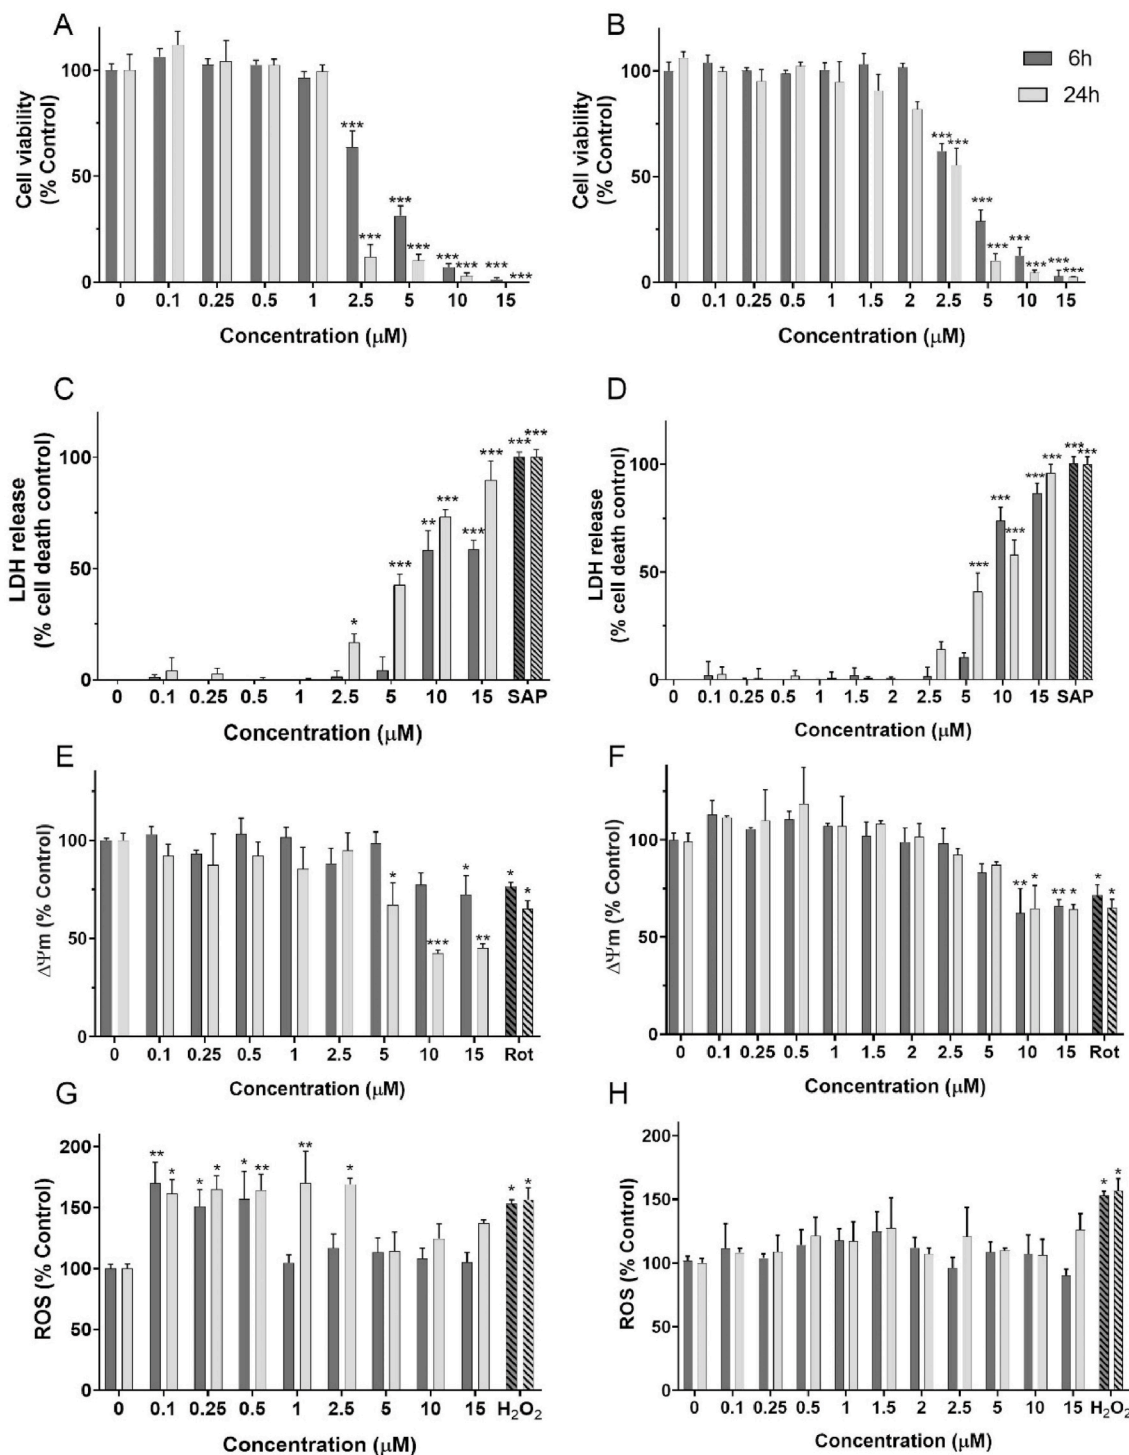 A
Cell viability
(% Control)
100
50
0
*** *** *** *** *** *** *** ***
0 0.1 0.25 0.5 1 2.5 5 10 15
Concentration (μM)
B
Cell viability
(% Control)
100
50
0
*** *** *** *** *** *** *** ***
0 0.1 0.25 0.5 1 1.5 2 2.5 5 10 15
Concentration (μM)
6h
24h
C
LDH release
(% cell death control)
100
50
0
* *** ** *** *** *** *** ***
0 0.1 0.25 0.5 1 2.5 5 10 15 SAP
Concentration (μM)
D
LDH release
(% cell death control)
100
50
0
*** *** *** *** *** *** ***
0 0.1 0.25 0.5 1 1.5 2 2.5 5 10 15 SAP
Concentration (μM)
E
ΔΨm (% Control)
100
50
0
* *** * ** * *
0 0.1 0.25 0.5 1 2.5 5 10 15 Rot
Concentration (μM)
F
ΔΨm (% Control)
100
50
0
** * ** * * *
0 0.1 0.25 0.5 1 1.5 2 2.5 5 10 15 Rot
Concentration (μM)
G
ROS (% Control)
200
150
100
50
0
** * * * * ** ** * * *
0 0.1 0.25 0.5 1 2.5 5 10 15 H₂O₂
Concentration (μM)
H
ROS (% Control)
200
150
100
50
0
* *
0 0.1 0.25 0.5 1 1.5 2 2.5 5 10 15 H₂O₂
Concentration (μM)